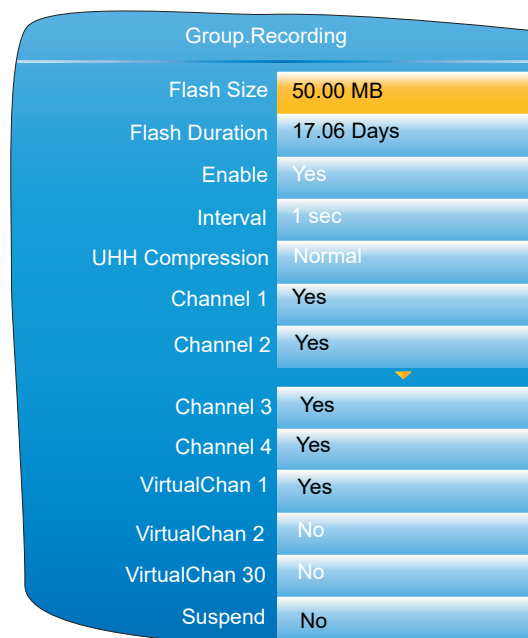 Group.Recording
Flash Size 50.00 MB
Flash Duration 17.06 Days
Enable Yes
Interval 1 sec
UHH Compression Normal
Channel 1 Yes
Channel 2 Yes
Channel 3 Yes
Channel 4 Yes
VirtualChan 1 Yes
VirtualChan 2 No
VirtualChan 30 No
Suspend No